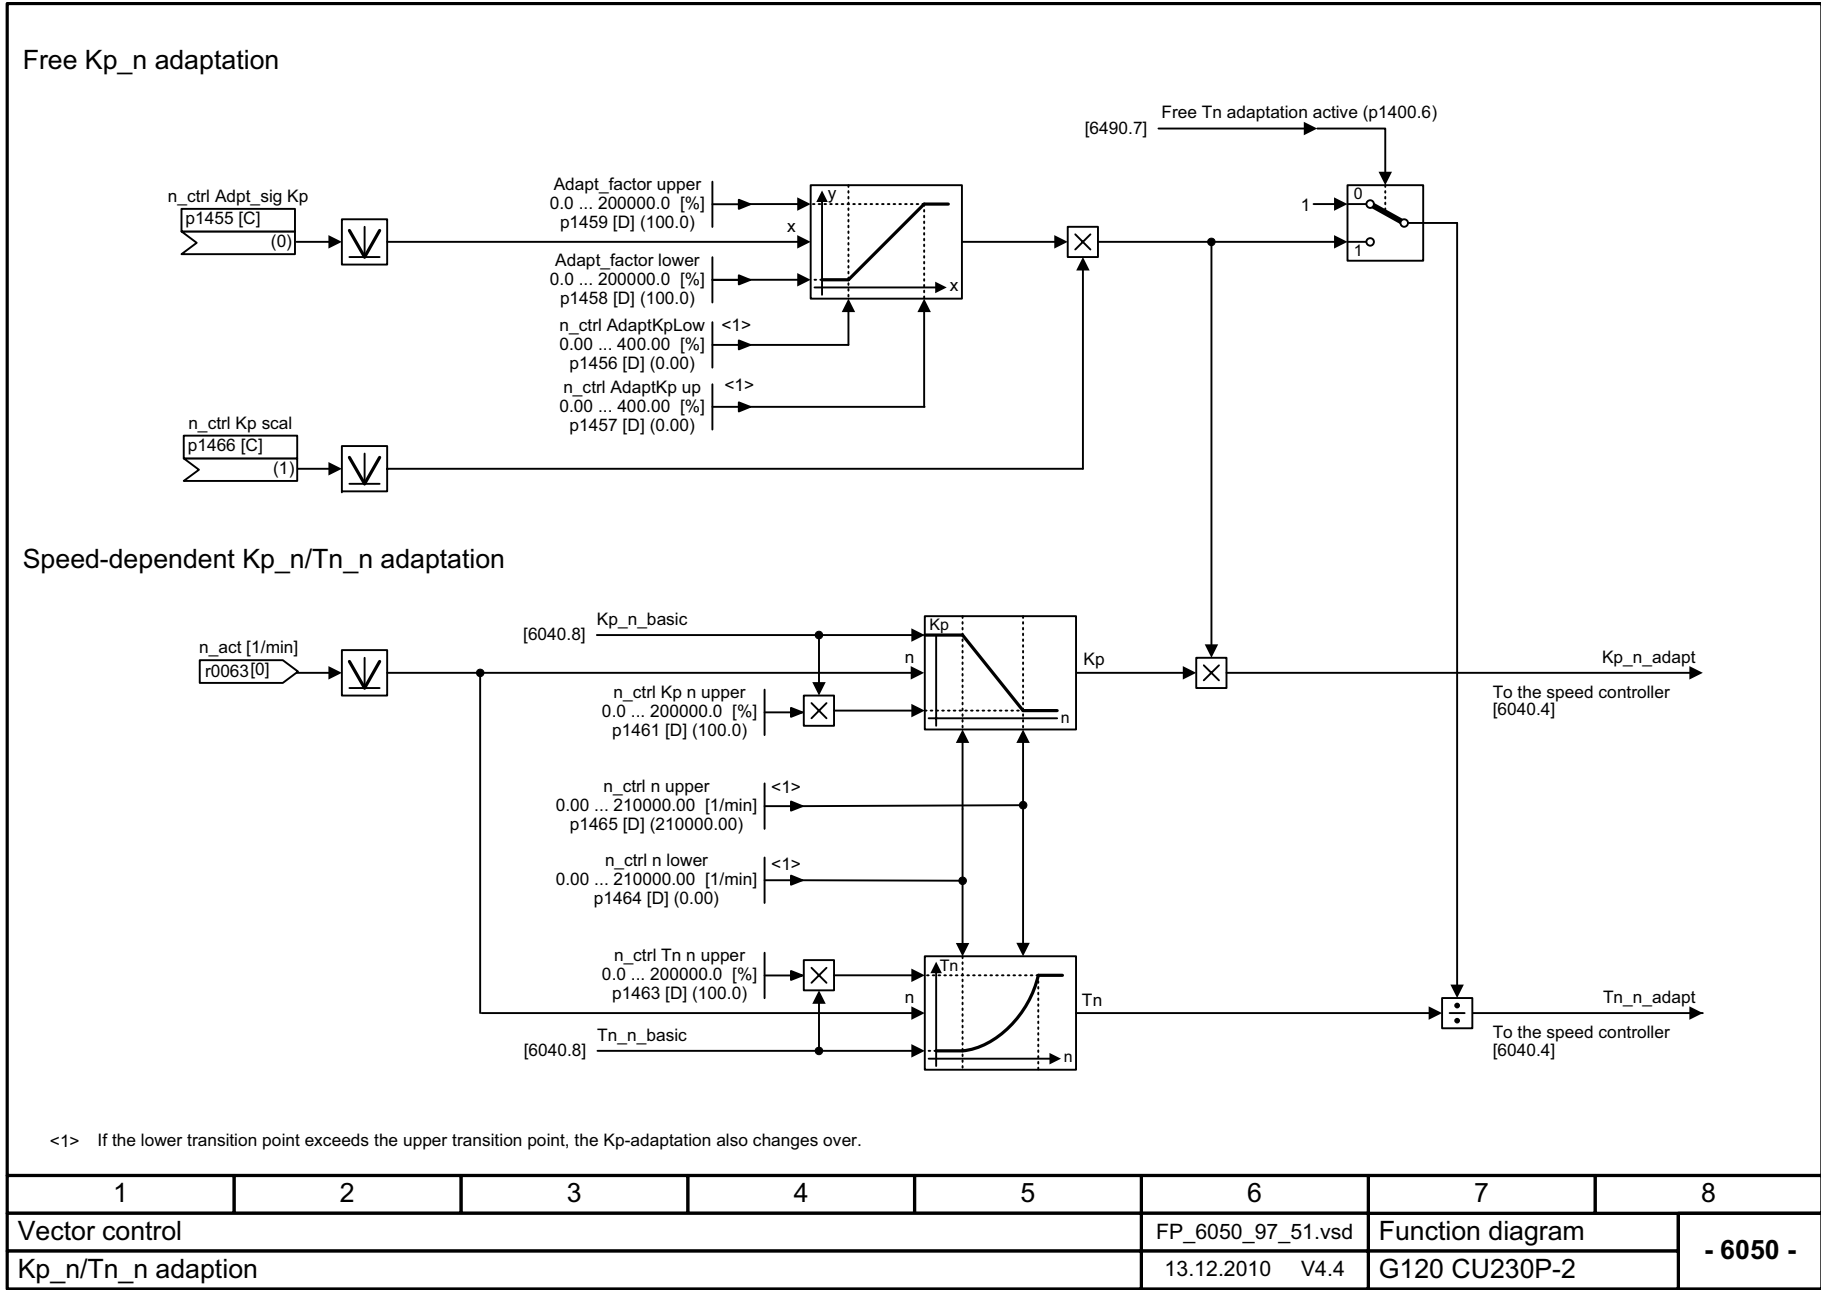 Free Kp_n adaptation
Free Tn adaptation active (p1400.6)
[6490.7]
n_ctrl Adpt_sig Kp
p1455 [C]
(0)
Adapt_factor upper
0.0 ... 200000.0 [%]
p1459 [D] (100.0)
x
Adapt_factor lower
0.0 ... 200000.0 [%]
p1458 [D] (100.0)
y
x
1
0
1
n_ctrl AdaptKpLow
<1>
0.00 ... 400.00 [%]
p1456 [D] (0.00)
n_ctrl AdaptKp up
<1>
0.00 ... 400.00 [%]
p1457 [D] (0.00)
n_ctrl Kp scal
p1466 [C]
(1)
Speed-dependent Kp_n/Tn_n adaptation
[6040.8]
Kp_n_basic
n_act [1/min]
r0063[0]
n
Kp
n
Kp
Kp_n_adapt
To the speed controller
[6040.4]
n_ctrl Kp n upper
0.0 ... 200000.0 [%]
p1461 [D] (100.0)
n_ctrl n upper
<1>
0.00 ... 210000.00 [1/min]
p1465 [D] (210000.00)
n_ctrl n lower
<1>
0.00 ... 210000.00 [1/min]
p1464 [D] (0.00)
n_ctrl Tn n upper
0.0 ... 200000.0 [%]
p1463 [D] (100.0)
n
Tn
n
Tn
Tn_n_adapt
To the speed controller
[6040.4]
[6040.8]
Tn_n_basic
<1> If the lower transition point exceeds the upper transition point, the Kp-adaptation also changes over.
1 2 3 4 5 6 7 8
Vector control
FP_6050_97_51.vsd
Function diagram
- 6050 -
Kp_n/Tn_n adaption
13.12.2010 V4.4
G120 CU230P-2